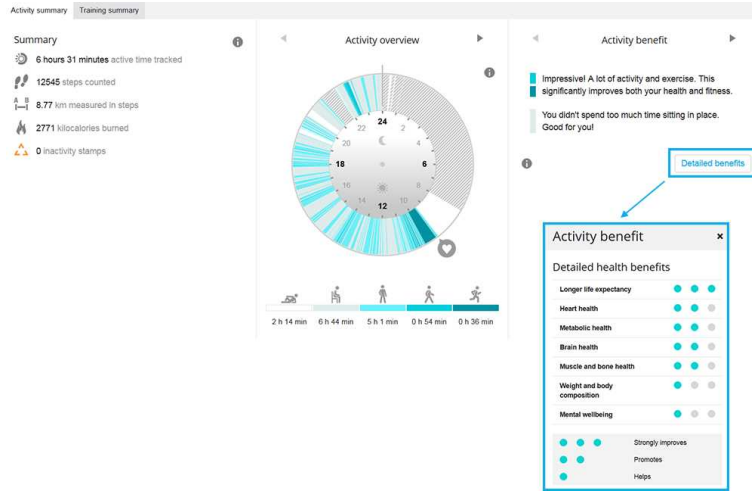 Activity summary
Training summary
Summary
6 hours 31 minutes active time tracked
12545 steps counted
A B
8.77 km measured in steps
2771 kilocalories burned
0 inactivity stamps
Activity overview
24
22 2
20 4
18 6
16 8
14 10
12
2 h 14 min 6 h 44 min 5 h 1 min 0 h 54 min 0 h 36 min
Activity benefit
Impressive! A lot of activity and exercise. This
significantly improves both your health and fitness.
You didn't spend too much time sitting in place.
Good for you!
Detailed benefits
Activity benefit ×
Detailed health benefits
Longer life expectancy
Heart health
Metabolic health
Brain health
Muscle and bone health
Weight and body
composition
Mental wellbeing
Strongly improves
Promotes
Helps